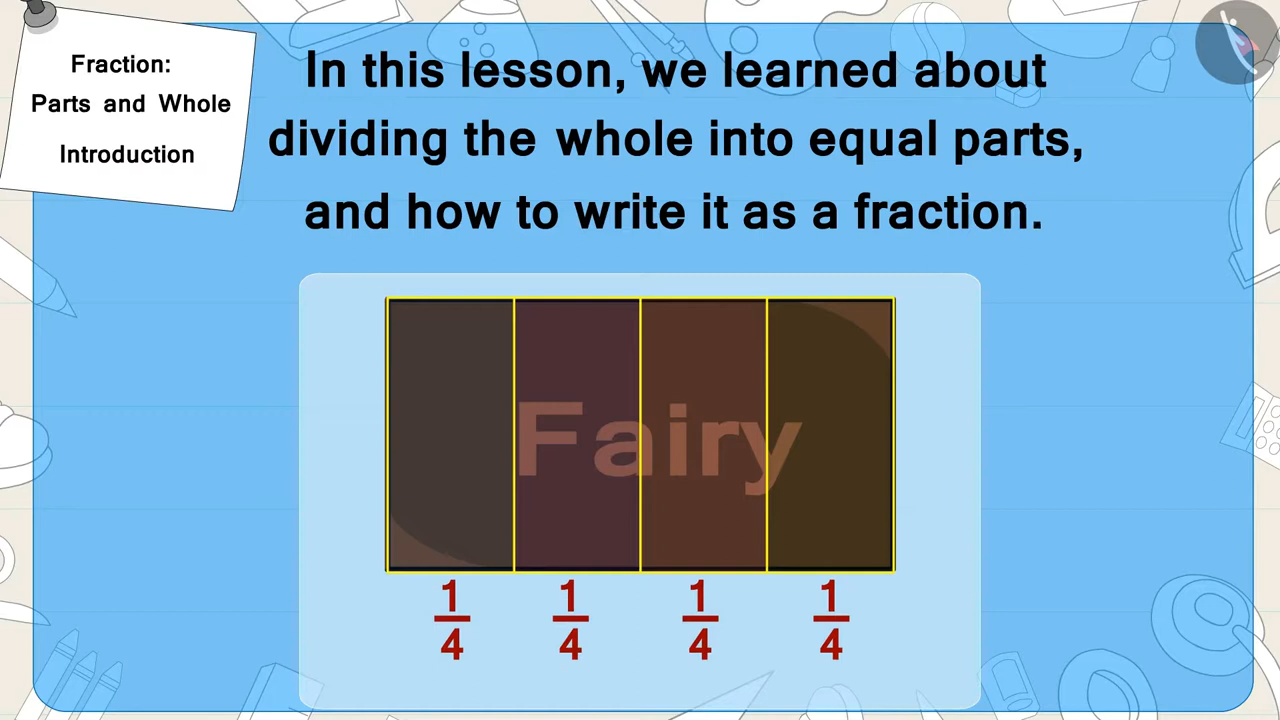 Fraction:
Parts and Whole
Introduction
In this lesson, we learned about
dividing the whole into equal parts,
and how to write it as a fraction.
Fairy
1/4 1/4 1/4 1/4